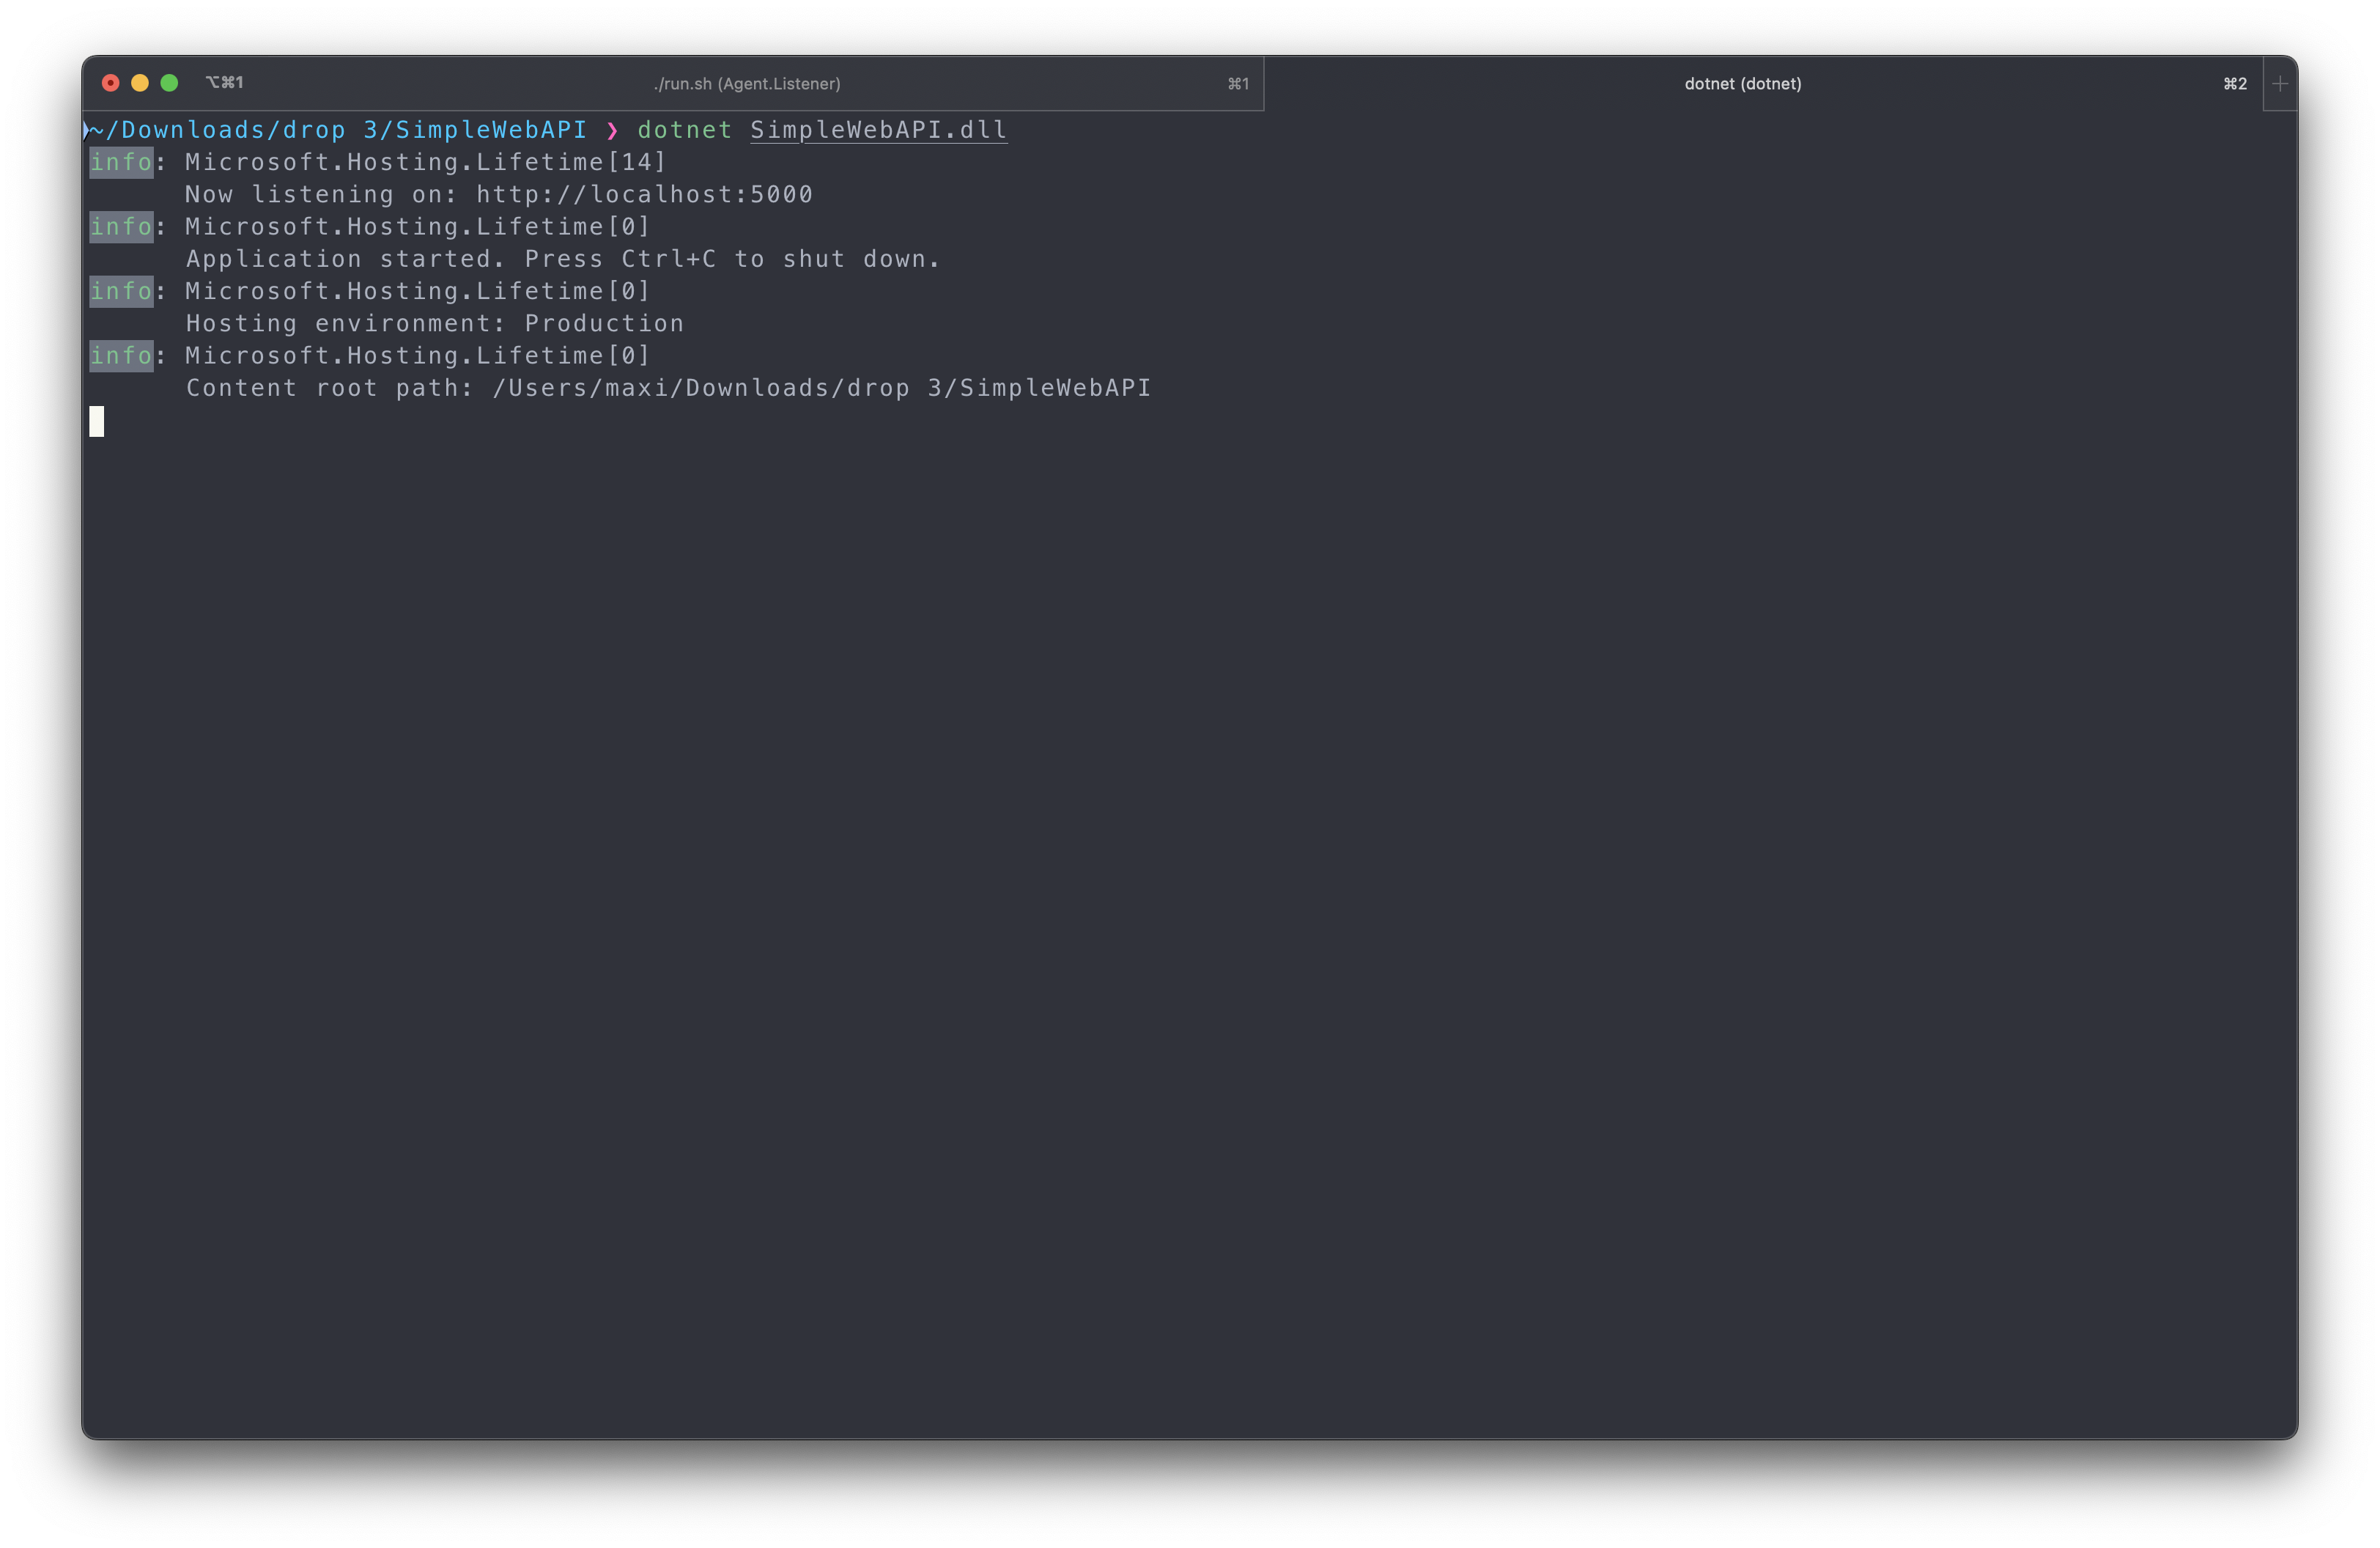 ⌥⌘1 ./run.sh (Agent.Listener) ⌘1 dotnet (dotnet) ⌘2 +
~/Downloads/drop 3/SimpleWebAPI ❯ dotnet SimpleWebAPI.dll
info: Microsoft.Hosting.Lifetime[14]
Now listening on: http://localhost:5000
info: Microsoft.Hosting.Lifetime[0]
Application started. Press Ctrl+C to shut down.
info: Microsoft.Hosting.Lifetime[0]
Hosting environment: Production
info: Microsoft.Hosting.Lifetime[0]
Content root path: /Users/maxi/Downloads/drop 3/SimpleWebAPI